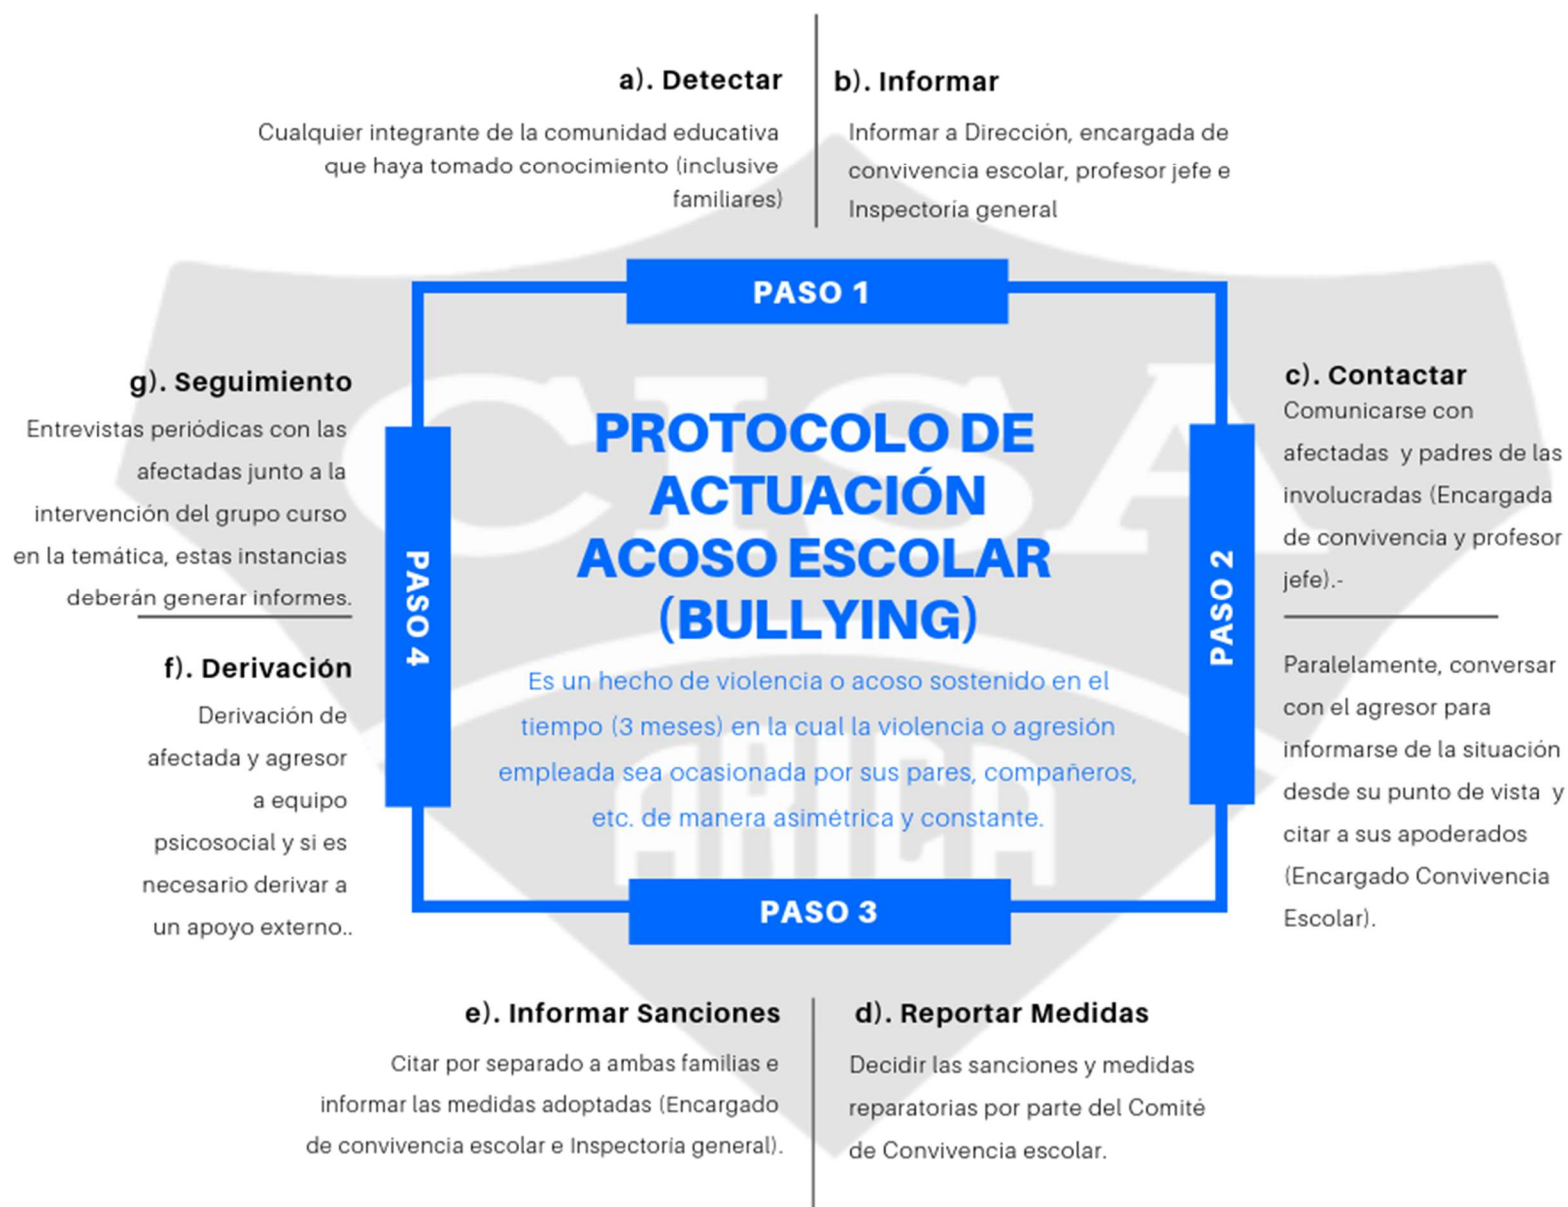 a). Detectar
Cualquier integrante de la comunidad educativa
que haya tomado conocimiento (inclusive
familiares)
b). Informar
Informar a Dirección, encargada de
convivencia escolar, profesor jefe e
Inspectoría general
PASO 1
PROTOCOLO DE
ACTUACIÓN
ACOSO ESCOLAR
(BULLYING)
Es un hecho de violencia o acoso sostenido en el
tiempo (3 meses) en la cual la violencia o agresión
empleada sea ocasionada por sus pares, compañeros,
etc. de manera asimétrica y constante.
PASO 2
c). Contactar
Comunicarse con
afectadas y padres de las
involucradas (Encargada
de convivencia y profesor
jefe).-
Paralelamente, conversar
con el agresor para
informarse de la situación
desde su punto de vista y
citar a sus apoderados
(Encargado Convivencia
Escolar).
PASO 3
d). Reportar Medidas
Decidir las sanciones y medidas
reparatorias por parte del Comité
de Convivencia escolar.
e). Informar Sanciones
Citar por separado a ambas familias e
informar las medidas adoptadas (Encargado
de convivencia escolar e Inspectoría general).
PASO 4
f). Derivación
Derivación de
afectada y agresor
a equipo
psicosocial y si es
necesario derivar a
un apoyo externo..
g). Seguimiento
Entrevistas periódicas con las
afectadas junto a la
intervención del grupo curso
en la temática, estas instancias
deberán generar informes.
CISA
ARICA